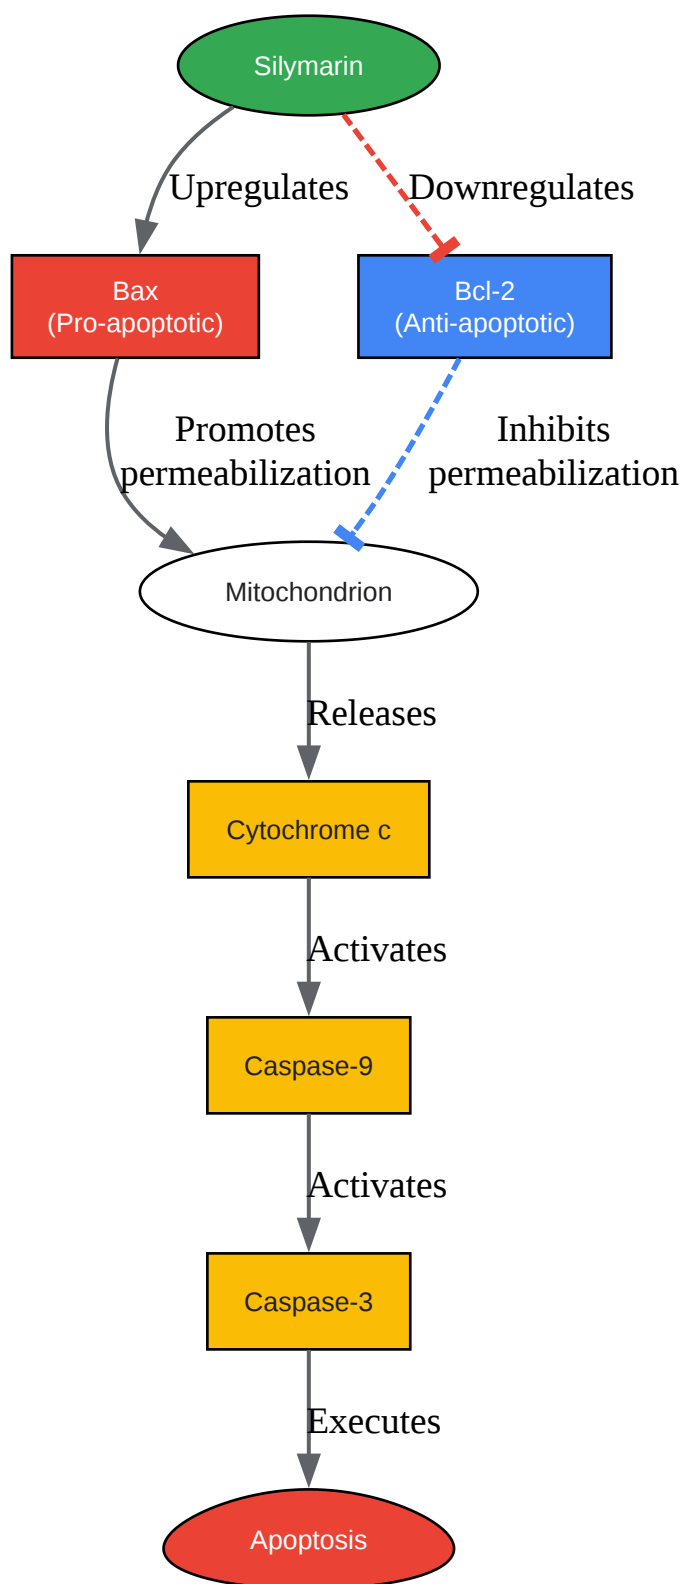 Silymarin
Upregulates
Downregulates
Bax
(Pro-apoptotic)
Bcl-2
(Anti-apoptotic)
Promotes
permeabilization
Inhibits
permeabilization
Mitochondrion
Releases
Cytochrome c
Activates
Caspase-9
Activates
Caspase-3
Executes
Apoptosis